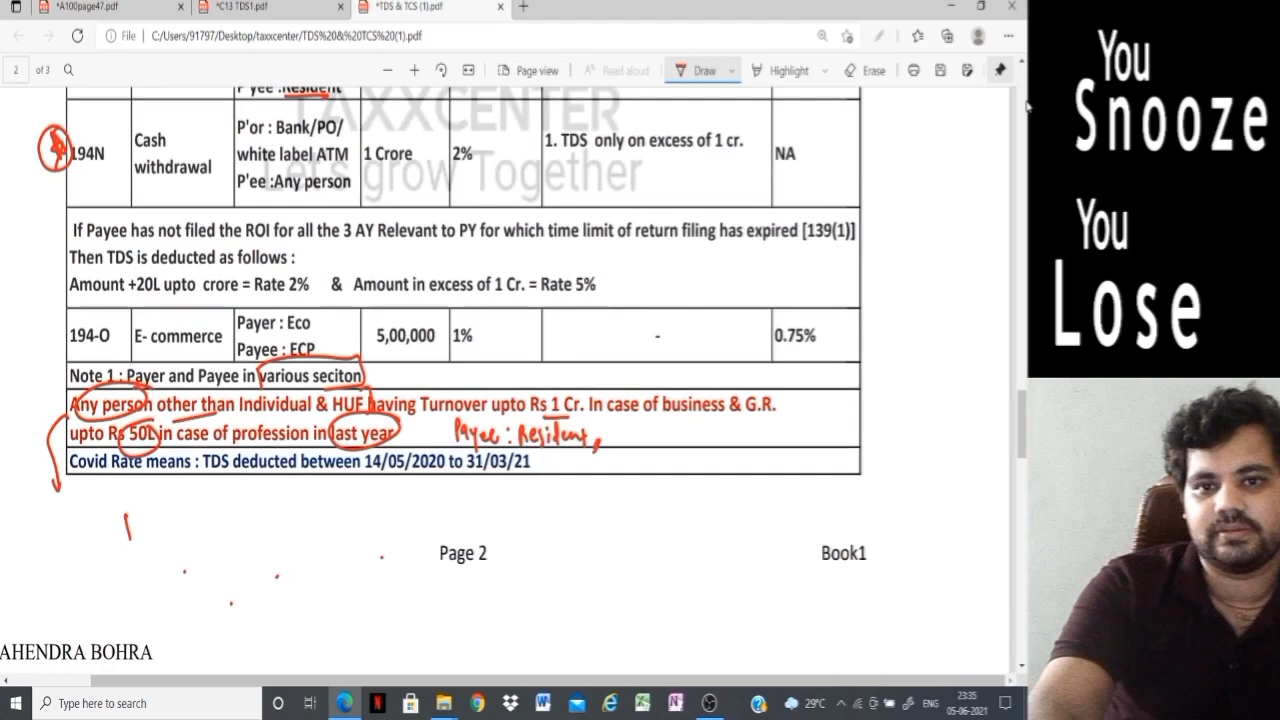 *A100page47.pdf
*C13 TDS1.pdf
*TDS & TCS (1).pdf
File
C:/Users/91797/Desktop/taxxcenter/TDS%20&%20TCS%20(1).pdf
2 of 3
Page view
Read aloud
Draw
Highlight
Erase
P'yee :Resident
TAXXCENTER
Let's grow Together
194N
Cash
withdrawal
P'or : Bank/PO/
white label ATM
P'ee :Any person
1 Crore
2%
1. TDS only on excess of 1 cr.
NA
If Payee has not filed the ROI for all the 3 AY Relevant to PY for which time limit of return filing has expired [139(1)]
Then TDS is deducted as follows :
Amount +20L upto crore = Rate 2% & Amount in excess of 1 Cr. = Rate 5%
194-O
E- commerce
Payer : Eco
Payee : ECP
5,00,000
1%
-
0.75%
Note 1 : Payer and Payee in various seciton
Any person other than Individual & HUF having Turnover upto Rs 1 Cr. In case of business & G.R.
upto Rs 50L in case of profession in last year
Payee : Resident,
Covid Rate means : TDS deducted between 14/05/2020 to 31/03/21
Page 2
Book1
AHENDRA BOHRA
You
Snooze
You
Lose
Type here to search
29°C
ENG
23:35
05-06-2021